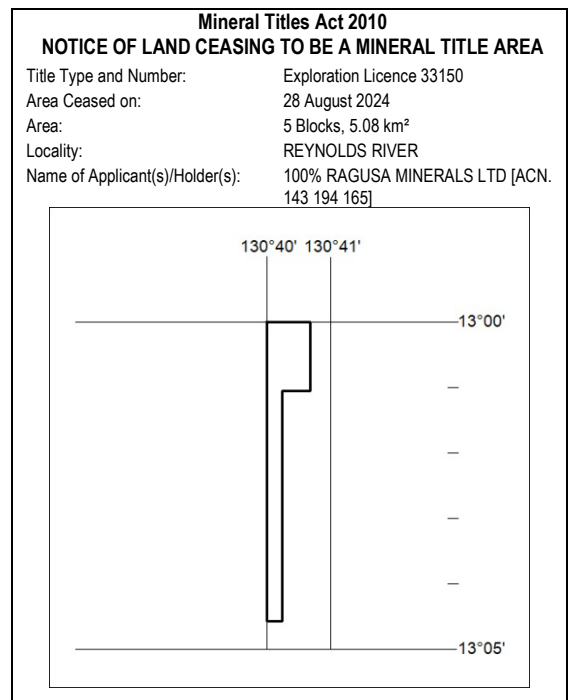 Mineral Titles Act 2010
NOTICE OF LAND CEASING TO BE A MINERAL TITLE AREA
Title Type and Number: Exploration Licence 33150
Area Ceased on: 28 August 2024
Area: 5 Blocks, 5.08 km²
Locality: REYNOLDS RIVER
Name of Applicant(s)/Holder(s): 100% RAGUSA MINERALS LTD [ACN.
143 194 165]
130°40' 130°41'
13°00'
13°05'